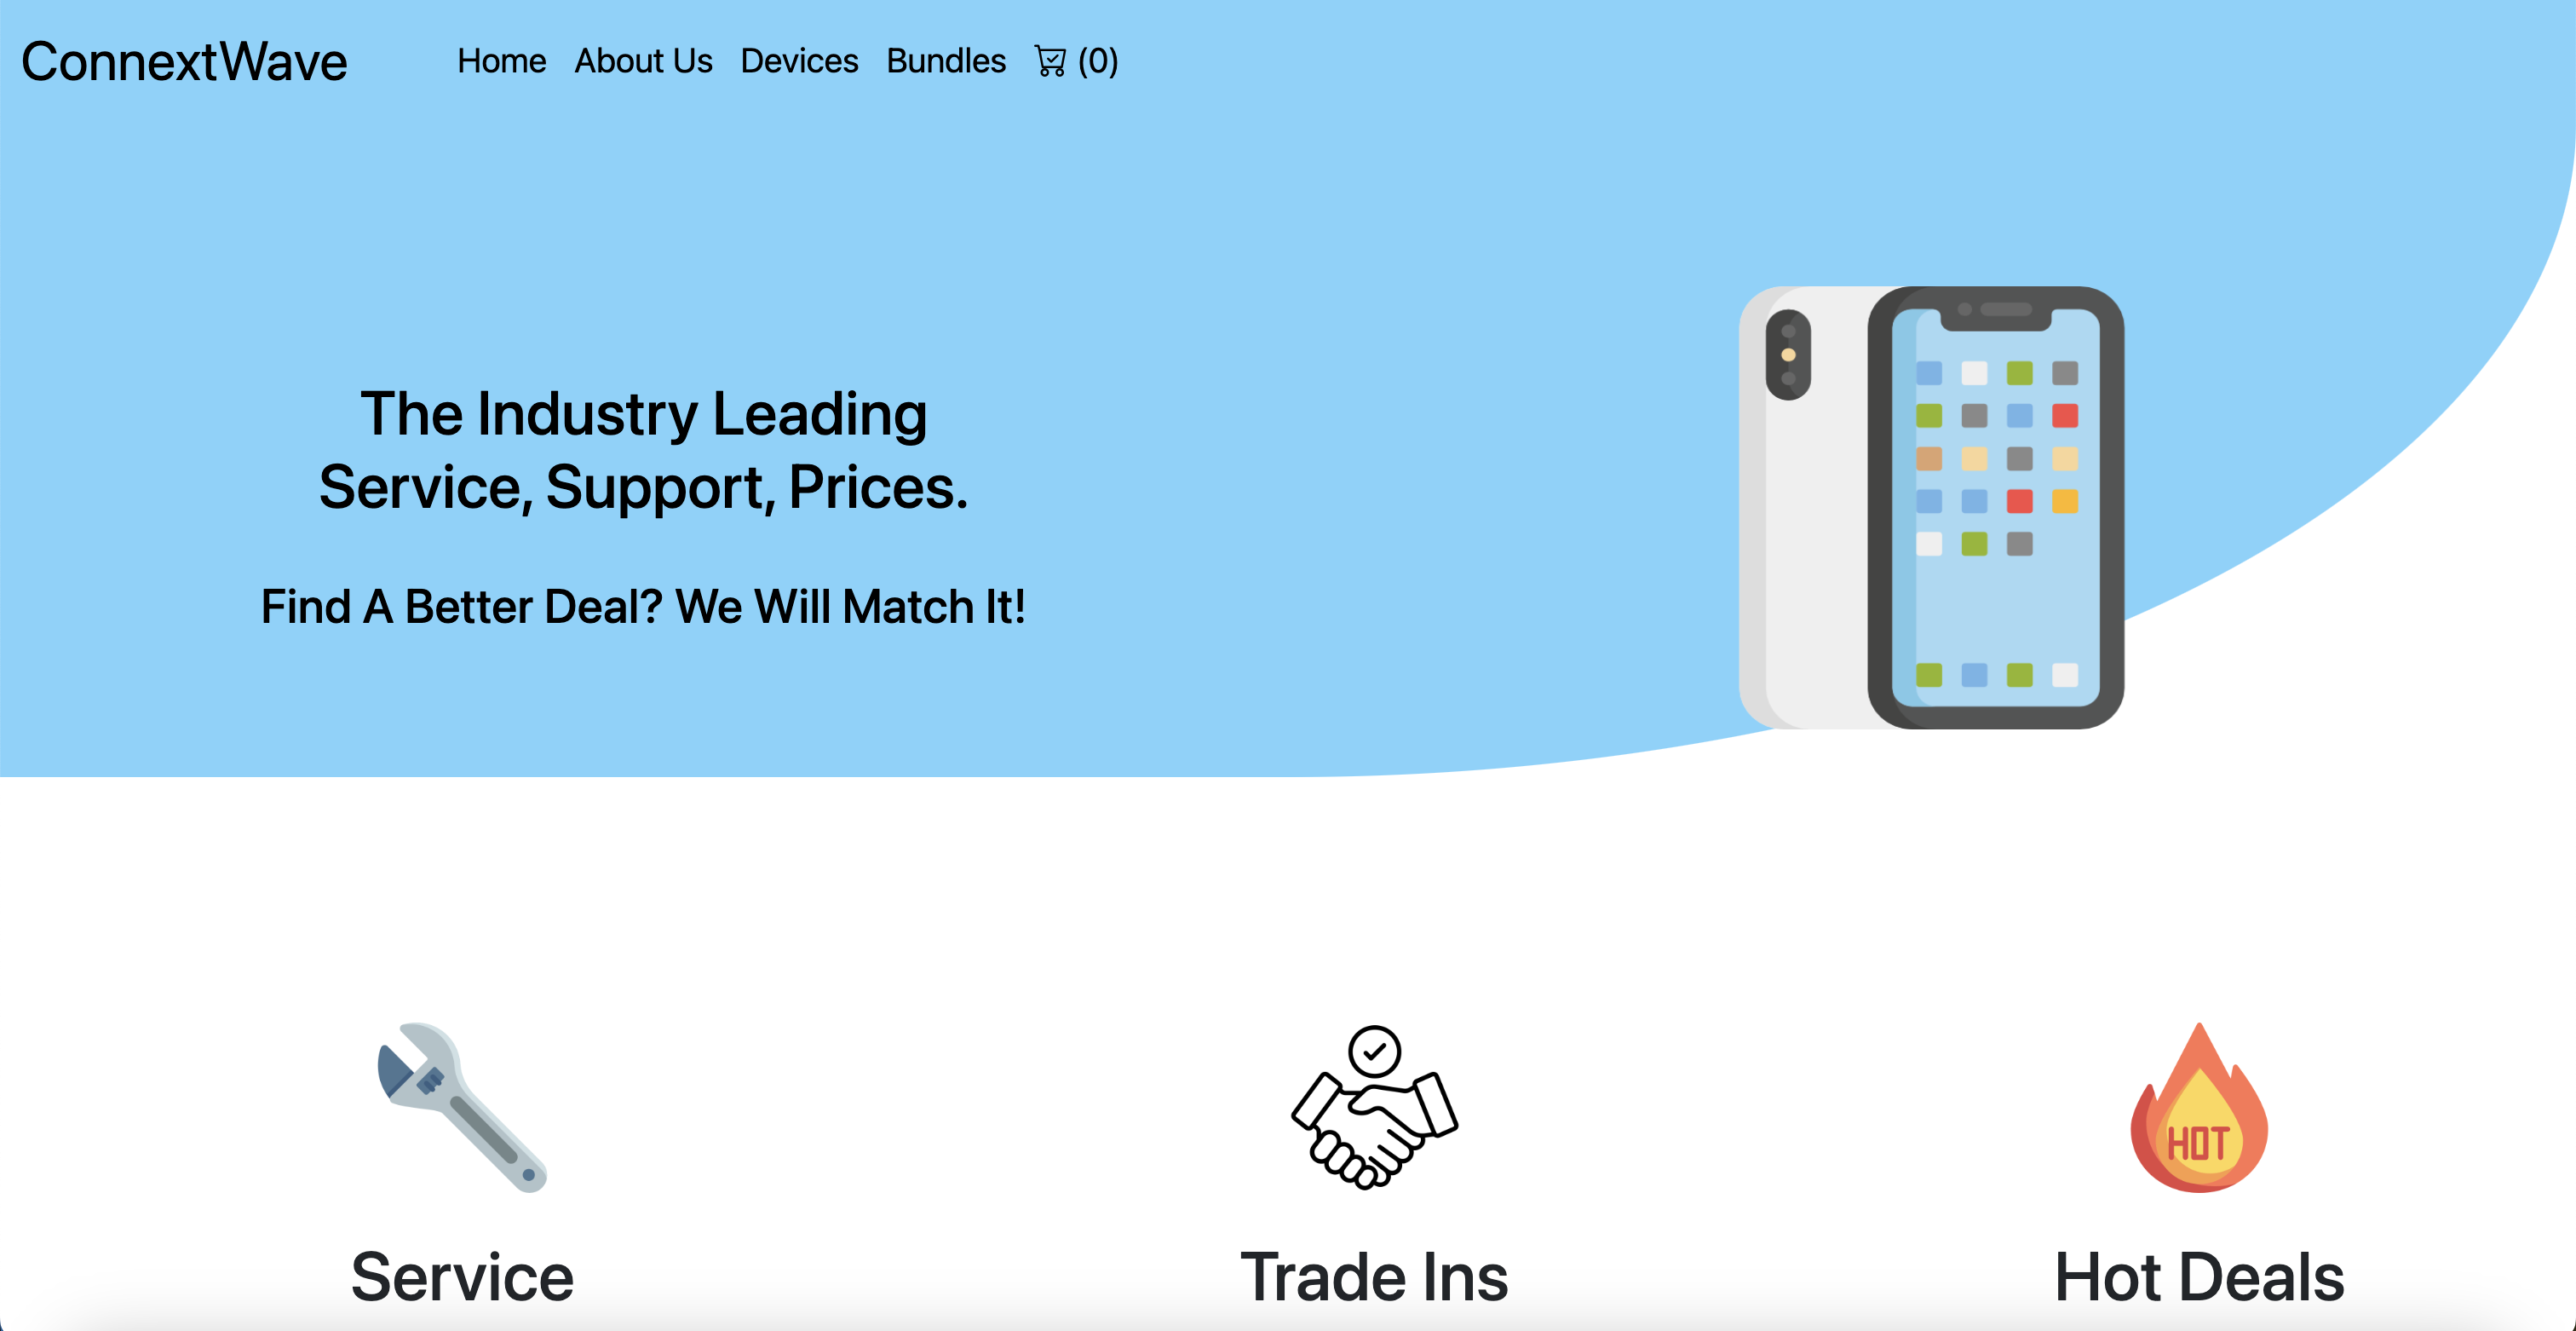 ConnextWave Home About Us Devices Bundles (0)
The Industry Leading
Service, Support, Prices.
Find A Better Deal? We Will Match It!
HOT
Service Trade Ins Hot Deals